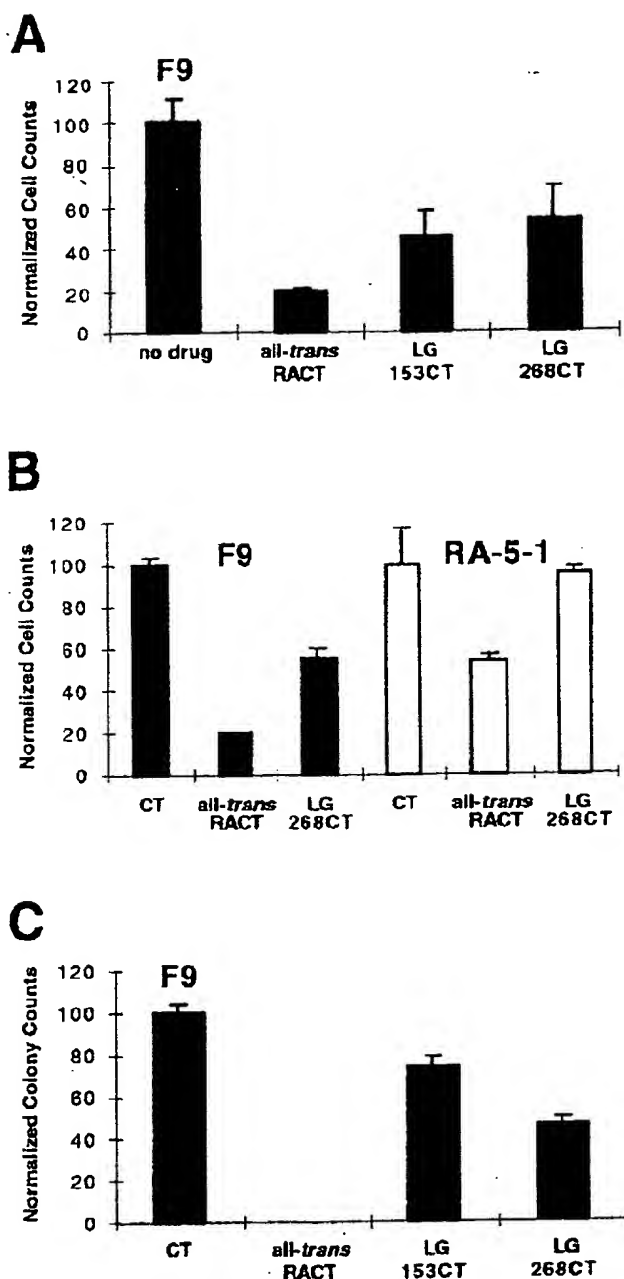 A
F9
Normalized Cell Counts
120
100
80
60
40
20
0
no drug
all-trans RACT
LG 153CT
LG 268CT
B
F9
RA-5-1
Normalized Cell Counts
120
100
80
60
40
20
0
CT
all-trans RACT
LG 268CT
CT
all-trans RACT
LG 268CT
C
F9
Normalized Colony Counts
120
100
80
60
40
20
0
CT
all-trans RACT
LG 153CT
LG 268CT